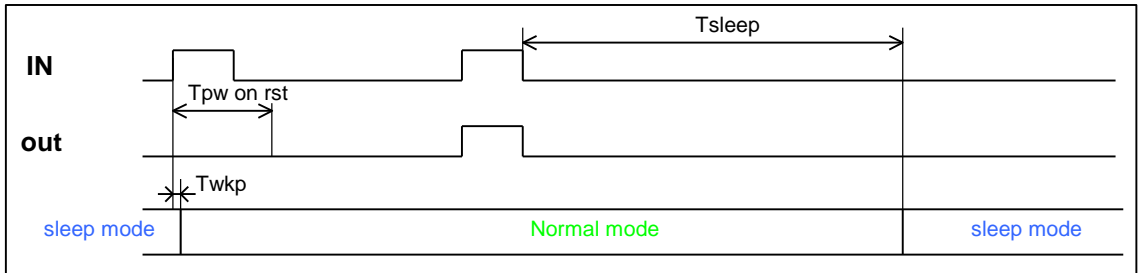 Tsleep
IN
Tpw on rst
out
Twkp
sleep mode
Normal mode
sleep mode